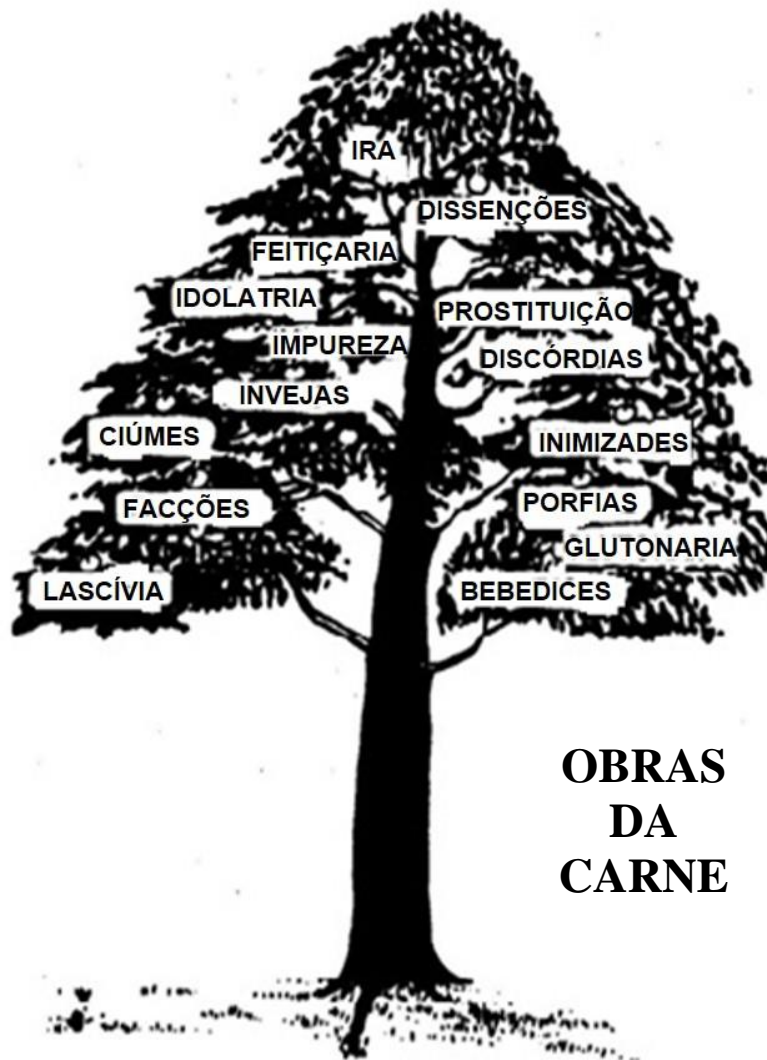 IRA
DISSENÇÕES
FEITIÇARIA
IDOLATRIA
PROSTITUIÇÃO
IMPUREZA
DISCÓRDIAS
INVEJAS
CIÚMES
INIMIZADES
FACÇÕES
PORFIAS
GLUTONARIA
LASCÍVIA
BEBEDICES
OBRAS
DA
CARNE